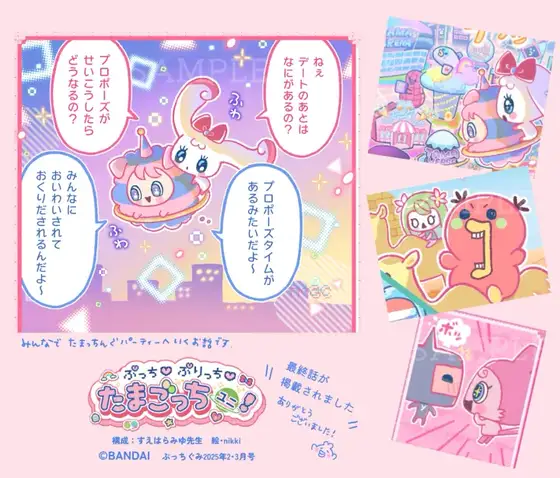 SAMPLE
ねぇ
デートのあとは
なにがあるの?
プロポーズが
せいこうしたら
どうなるの?
ふゎ
ふわ
プロポーズタイムが
あるみたいだよ〜
みんなに
おいわいされて
おくりだされるんだよ〜
みんなで たまっちんぐパーティーへいくお話です。
ぷっち♥ぷりっち♥
たまごっち
ユニ!
構成:すえはらみゆ先生 絵・nikki
©BANDAI ぷっちぐみ2025年2・3月号
最終話が
掲載されました
ありがとう
ございました!
ボッ